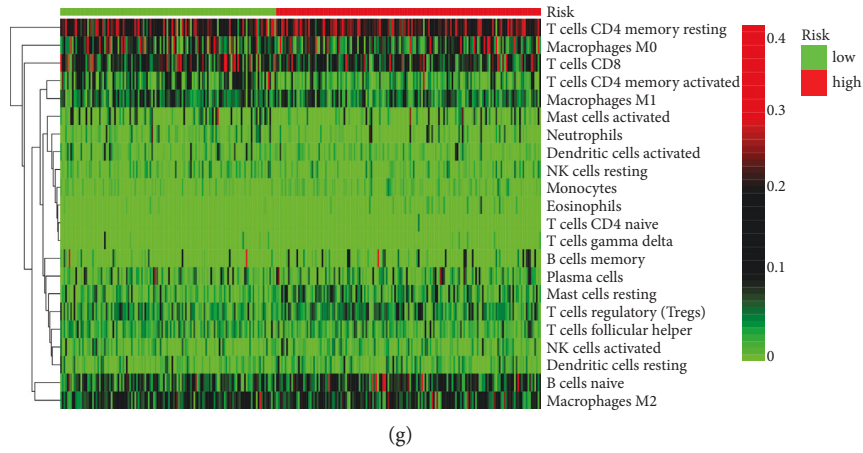 Risk
T cells CD4 memory resting
Macrophages M0
T cells CD8
T cells CD4 memory activated
Macrophages M1
Mast cells activated
Neutrophils
Dendritic cells activated
NK cells resting
Monocytes
Eosinophils
T cells CD4 naive
T cells gamma delta
B cells memory
Plasma cells
Mast cells resting
T cells regulatory (Tregs)
T cells follicular helper
NK cells activated
Dendritic cells resting
B cells naive
Macrophages M2
0.4
0.3
0.2
0.1
0
Risk
low
high
(g)